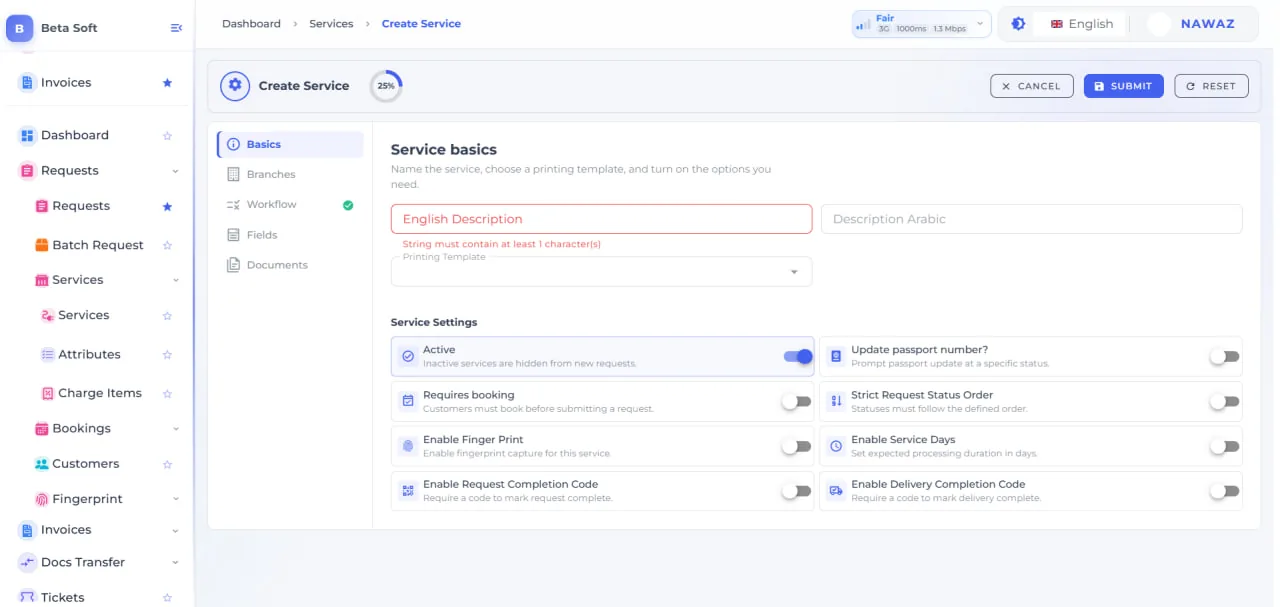 B Beta Soft
Invoices
Dashboard
Requests
Requests
Batch Request
Services
Services
Attributes
Charge Items
Bookings
Customers
Fingerprint
Invoices
Docs Transfer
Tickets
Dashboard › Services › Create Service
Fair
3G 1000ms 1.3 Mbps
English
NAWAZ
Create Service
25%
CANCEL
SUBMIT
RESET
Basics
Branches
Workflow
Fields
Documents
Service basics
Name the service, choose a printing template, and turn on the options you
need.
English Description
Description Arabic
String must contain at least 1 character(s)
Printing Template
Service Settings
Active
Inactive services are hidden from new requests.
Update passport number?
Prompt passport update at a specific status.
Requires booking
Customers must book before submitting a request.
Strict Request Status Order
Statuses must follow the defined order.
Enable Finger Print
Enable fingerprint capture for this service.
Enable Service Days
Set expected processing duration in days.
Enable Request Completion Code
Require a code to mark request complete.
Enable Delivery Completion Code
Require a code to mark delivery complete.